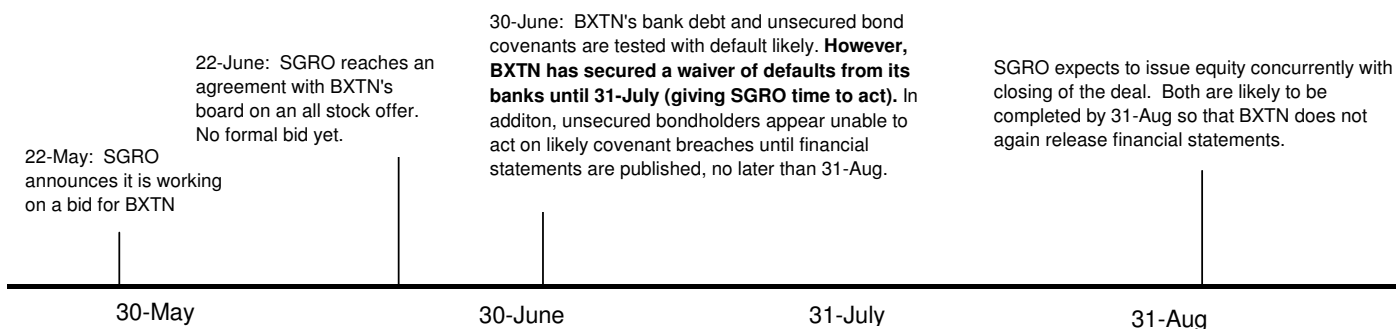 22-May: SGRO
announces it is working
on a bid for BXTN
22-June: SGRO reaches an
agreement with BXTN's
board on an all stock offer.
No formal bid yet.
30-June: BXTN's bank debt and unsecured bond
covenants are tested with default likely. However,
BXTN has secured a waiver of defaults from its
banks until 31-July (giving SGRO time to act). In
additon, unsecured bondholders appear unable to
act on likely covenant breaches until financial
statements are published, no later than 31-Aug.
SGRO expects to issue equity concurrently with
closing of the deal. Both are likely to be
completed by 31-Aug so that BXTN does not
again release financial statements.
30-May
30-June
31-July
31-Aug